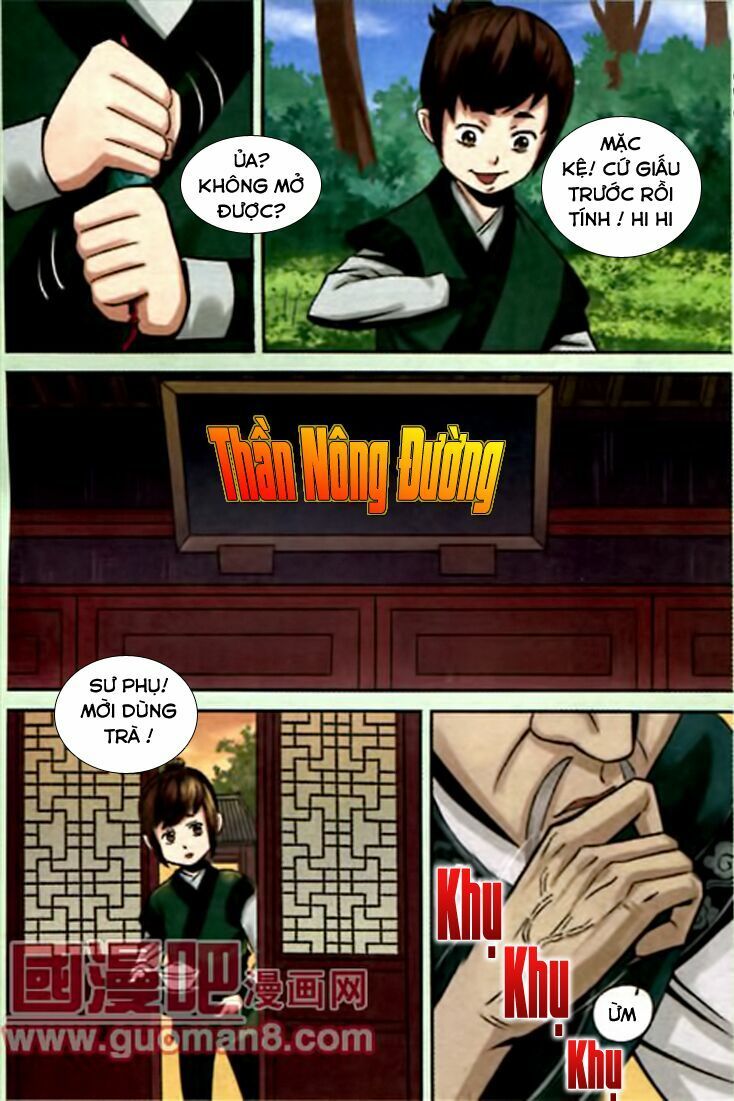 ỦA?
KHÔNG MỞ
ĐƯỢC?
MẶC
KỆ! CỨ GIẤU
TRƯỚC RỒI
TÍNH ! HI HI
Thần Nông Đường
SƯ PHỤ!
MỜI DÙNG
TRÀ !
Khụ
Khụ
Khụ
ỪM
國漫吧漫画网
www.guoman8.com